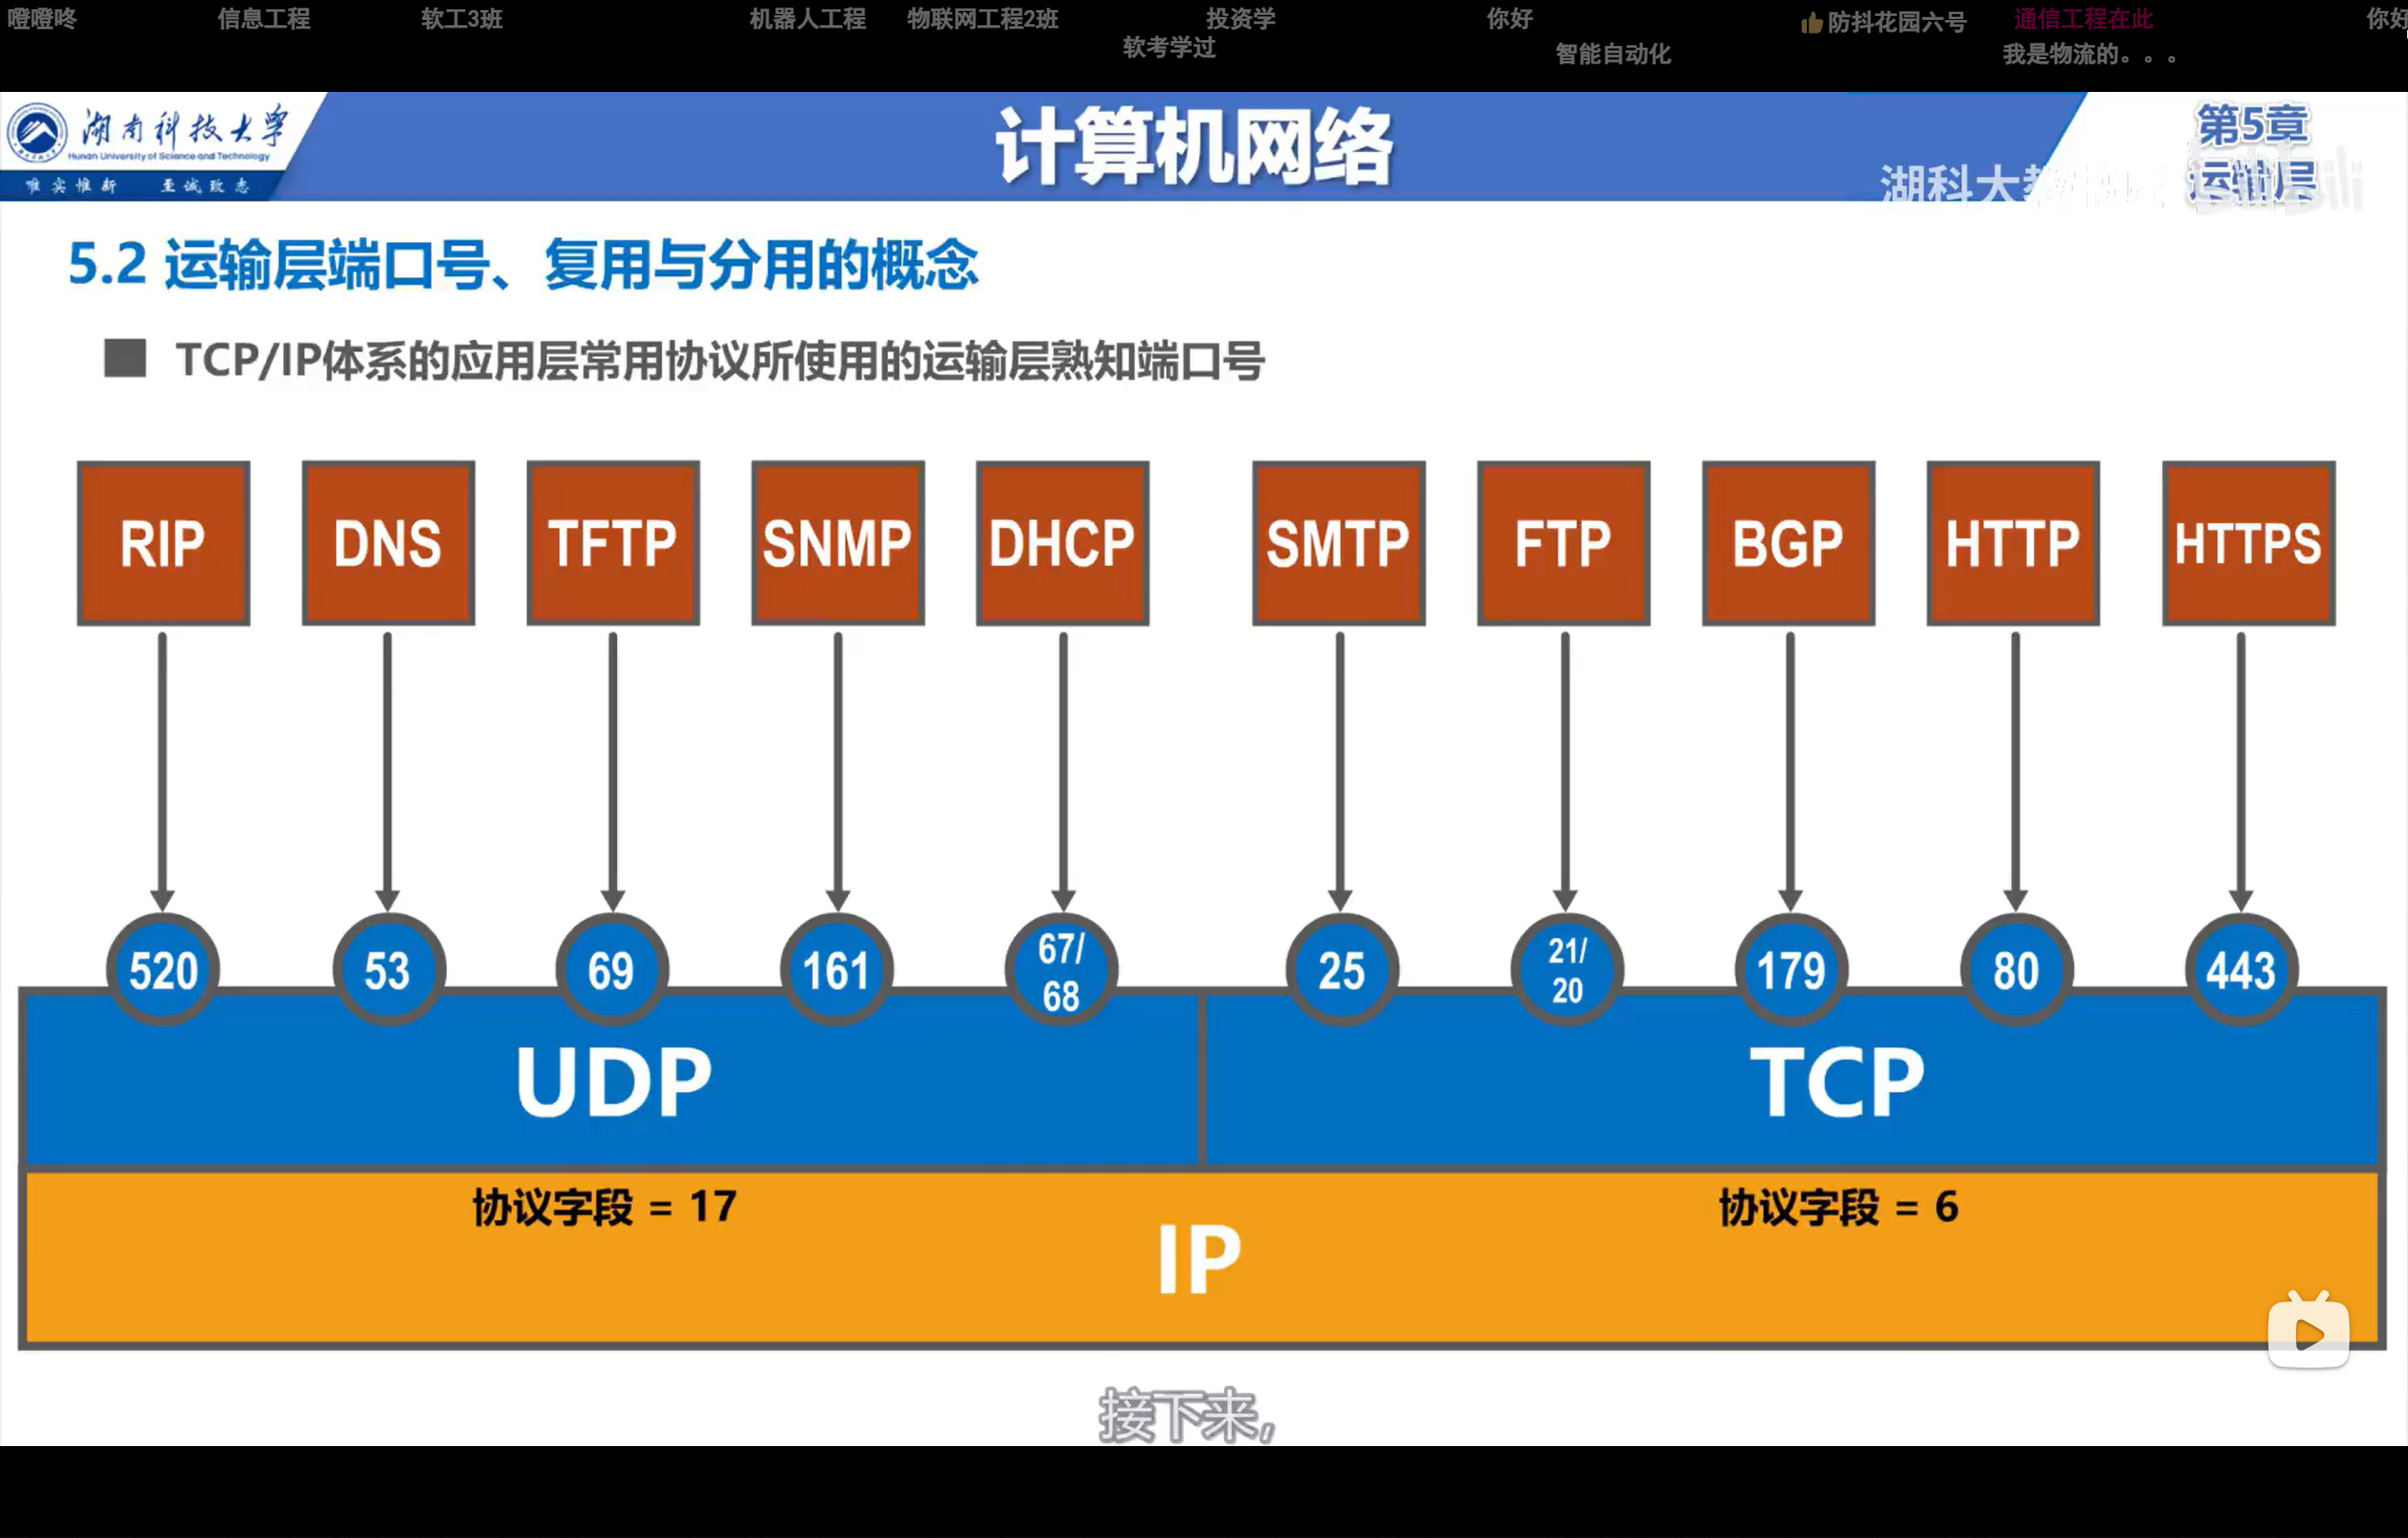 噔噔咚
信息工程
软工3班
机器人工程
物联网工程2班
投资学
你好
防抖花园六号
通信工程在此
软考学过
智能自动化
我是物流的。。。
湖南科技大学
Hunan University of Science and Technology
唯实惟新 至诚致志
计算机网络
第5章
运输层
湖科大
5.2 运输层端口号、复用与分用的概念
TCP/IP体系的应用层常用协议所使用的运输层熟知端口号
RIP
DNS
TFTP
SNMP
DHCP
SMTP
FTP
BGP
HTTP
HTTPS
520
53
69
161
67/
68
25
21/
20
179
80
443
UDP
TCP
协议字段 = 17
协议字段 = 6
IP
接下来,